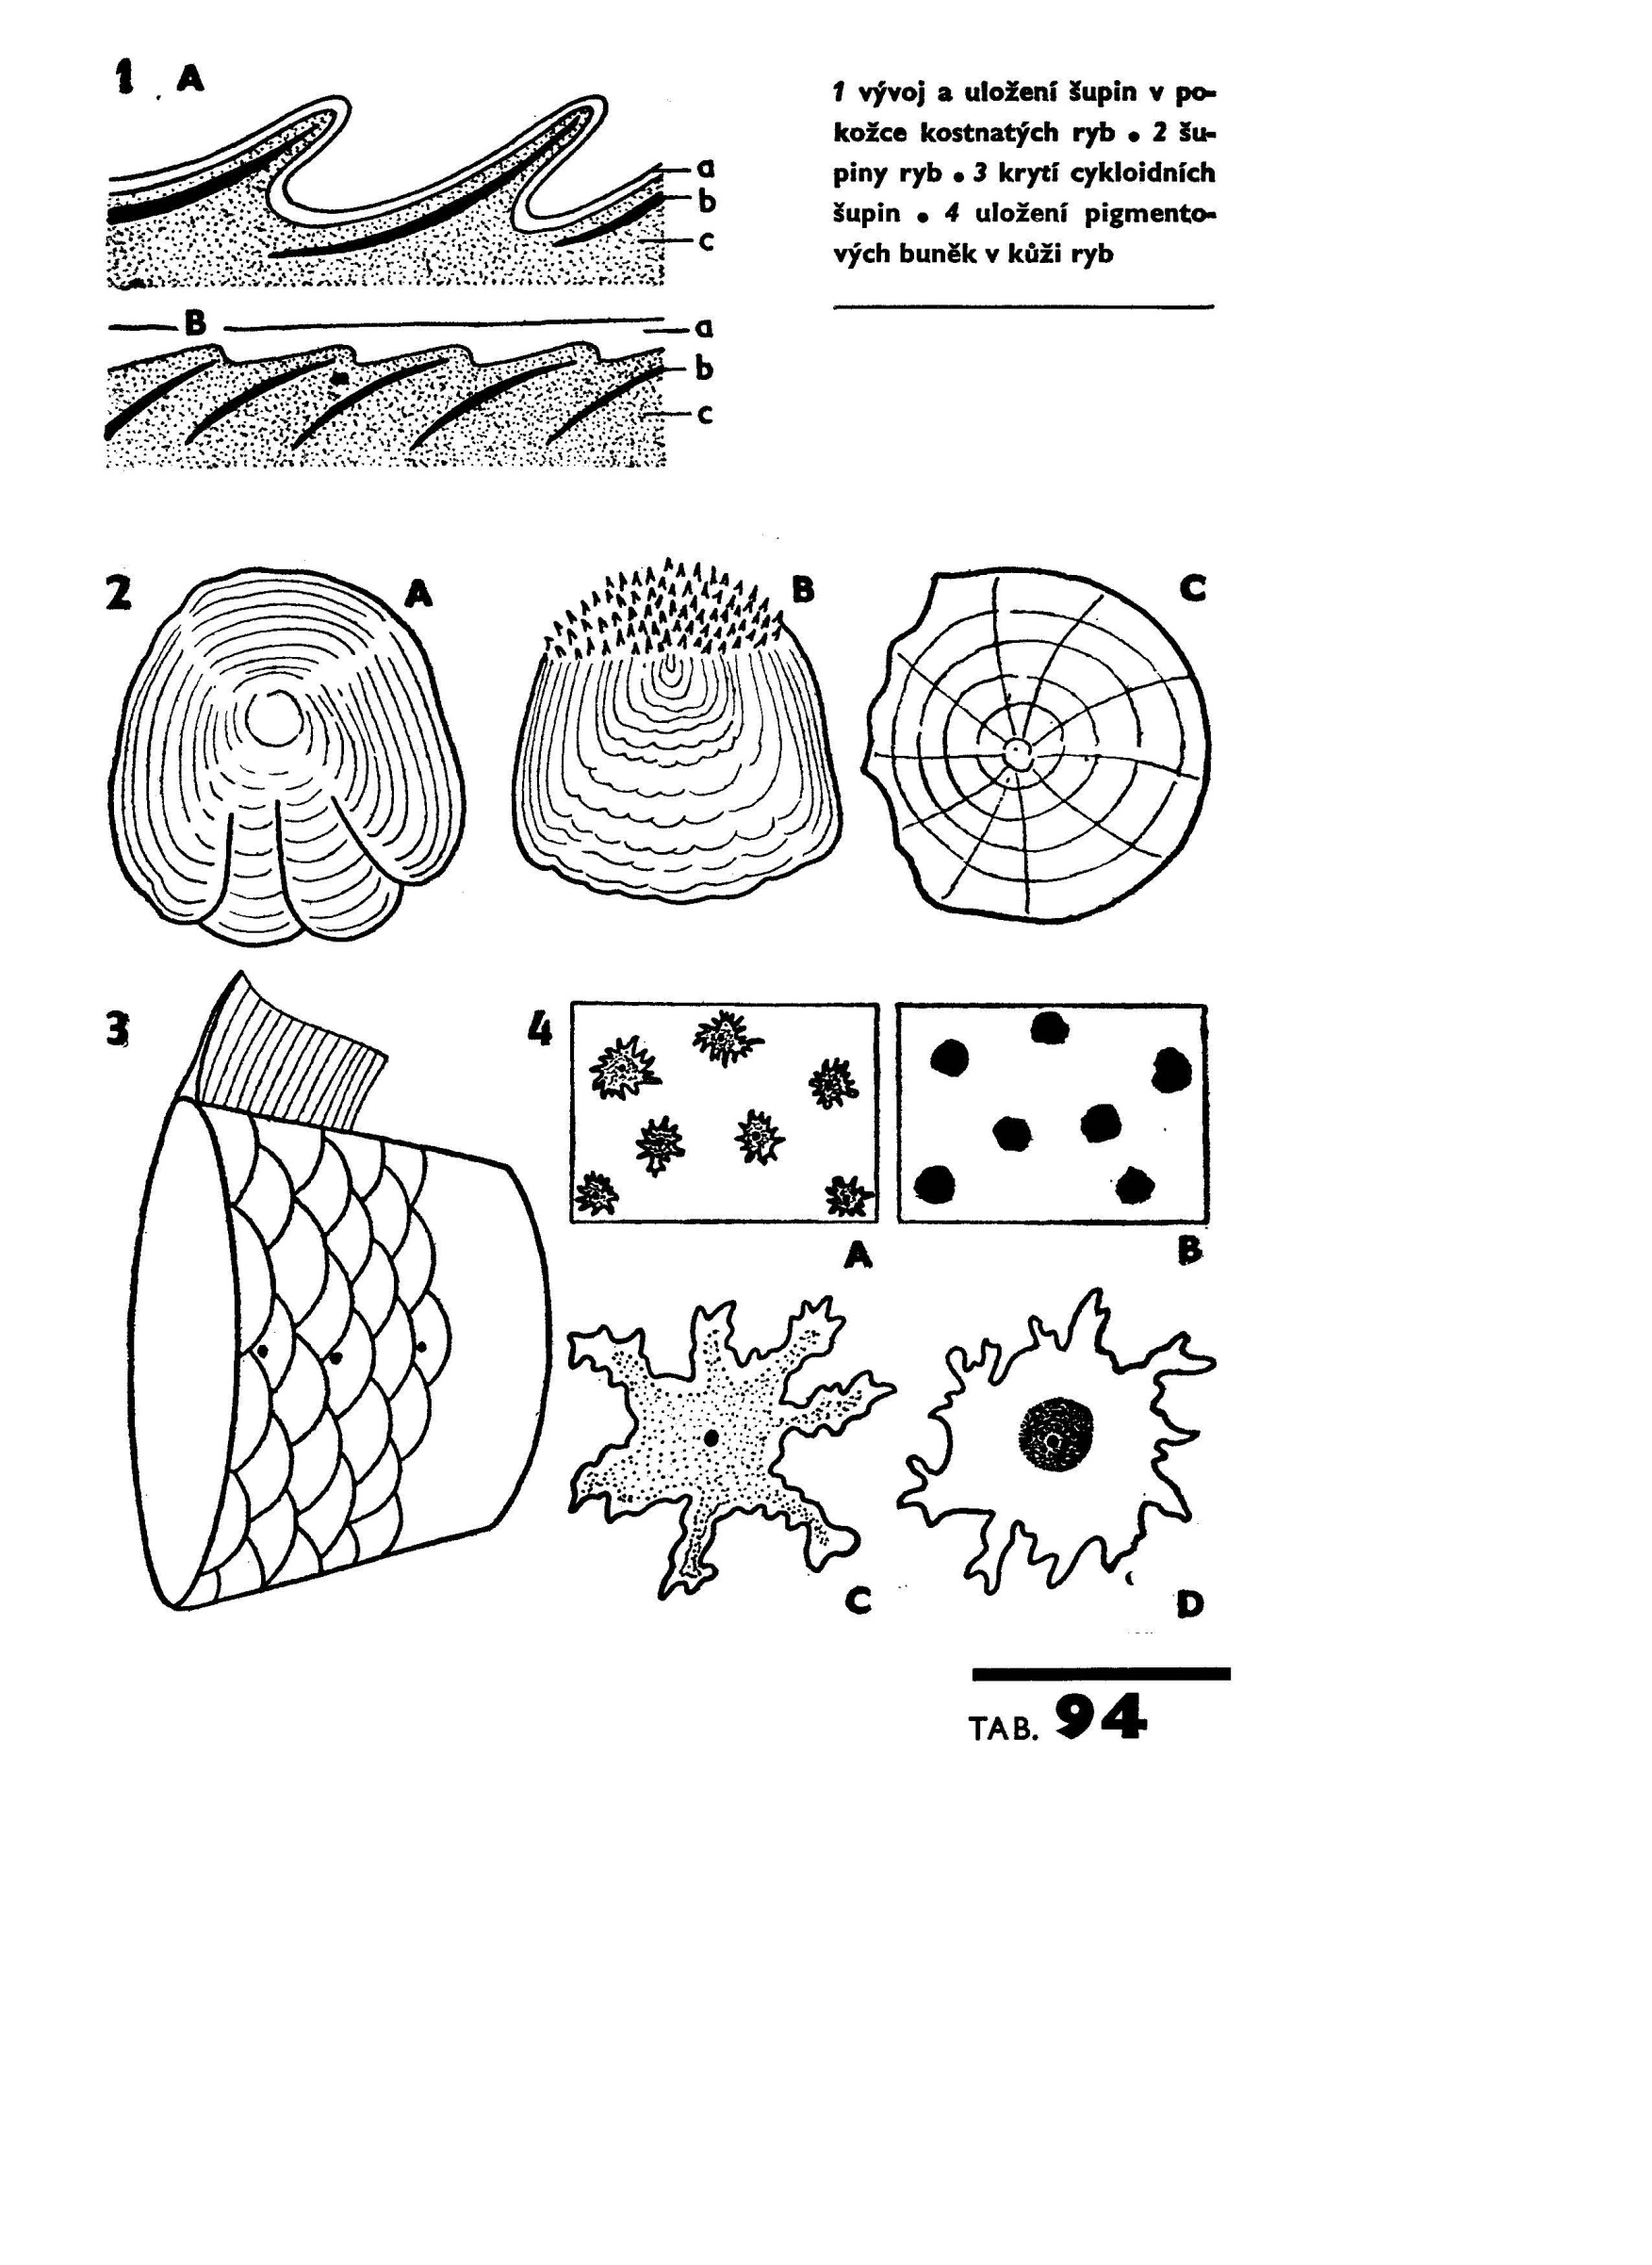 1 A
1 vývoj a uložení šupin v po-
kožce kostnatých ryb • 2 šu-
piny ryb • 3 krytí cykloidních
šupin • 4 uložení pigmento-
vých buněk v kůži ryb
a
b
c
B
a
b
c
2
A
B
C
3
4
A
B
C
D
TAB. 94